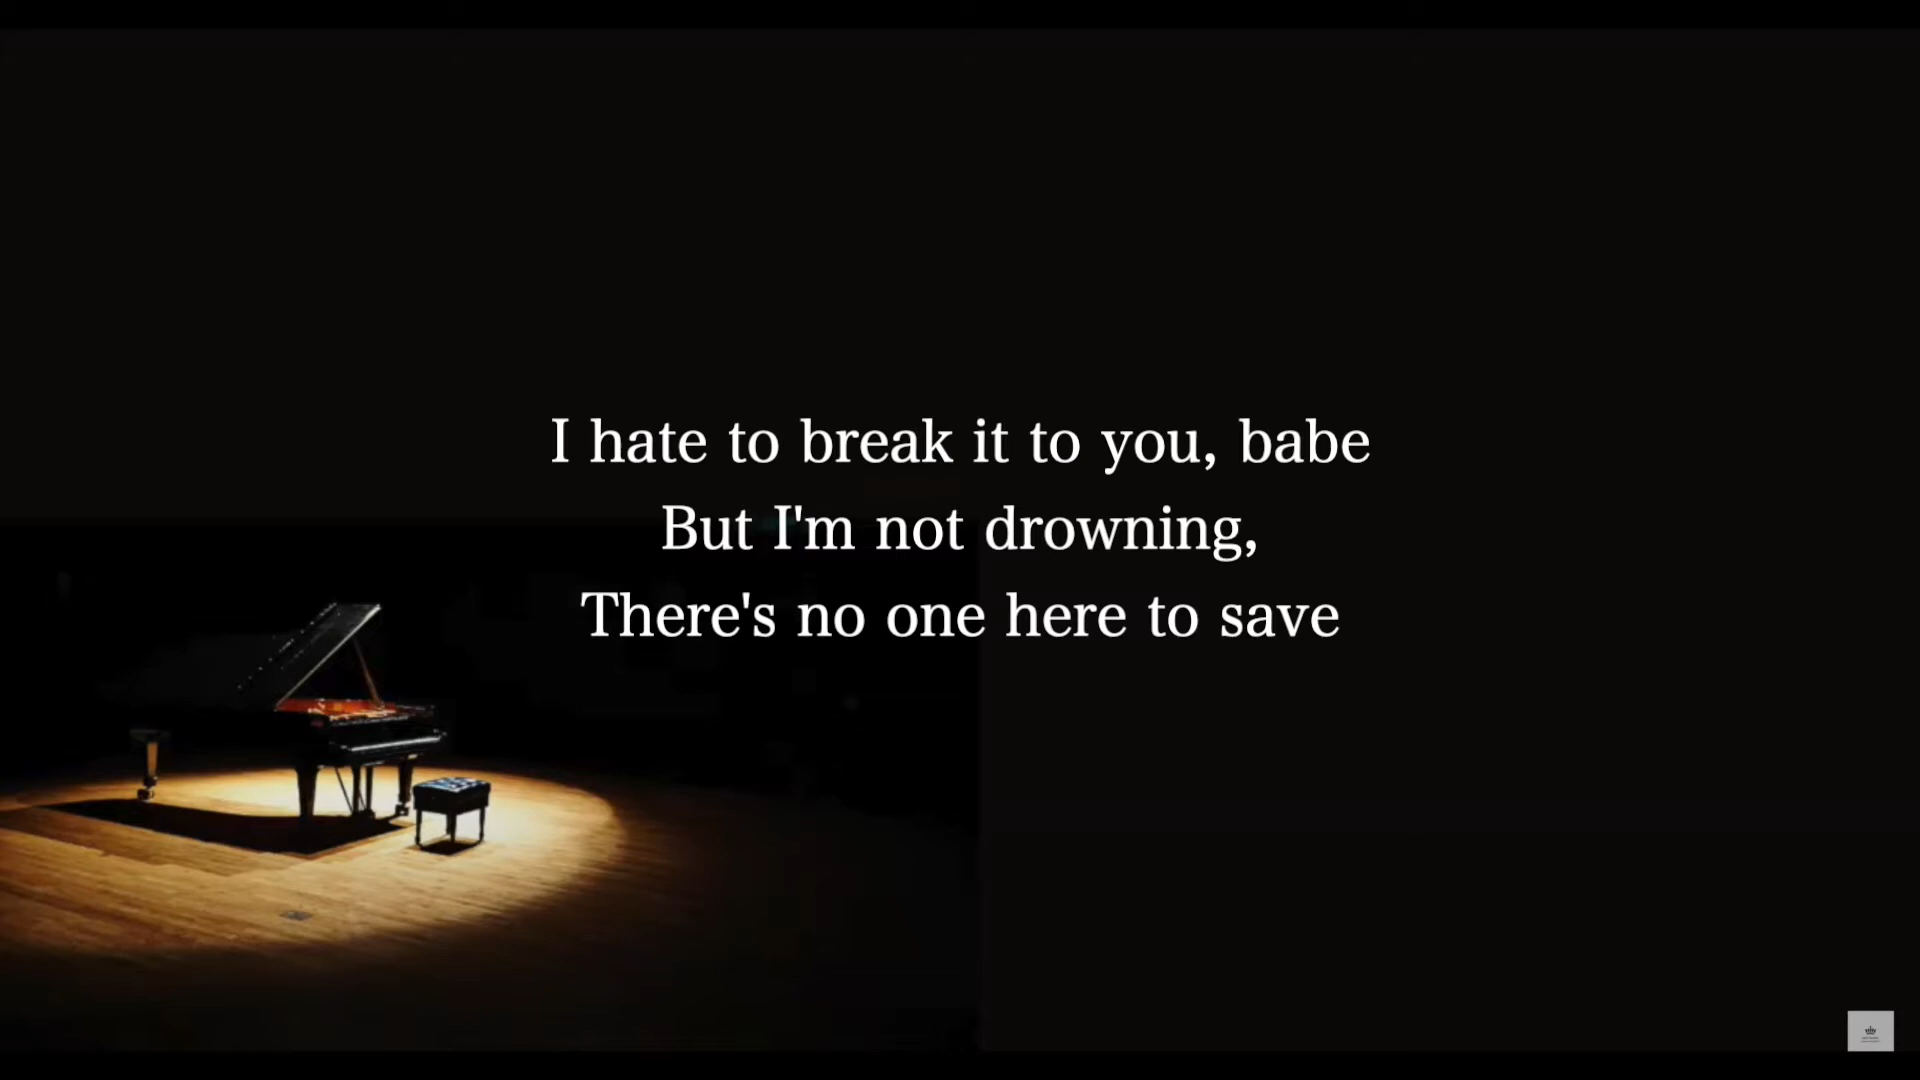 I hate to break it to you, babe
But I'm not drowning,
There's no one here to save